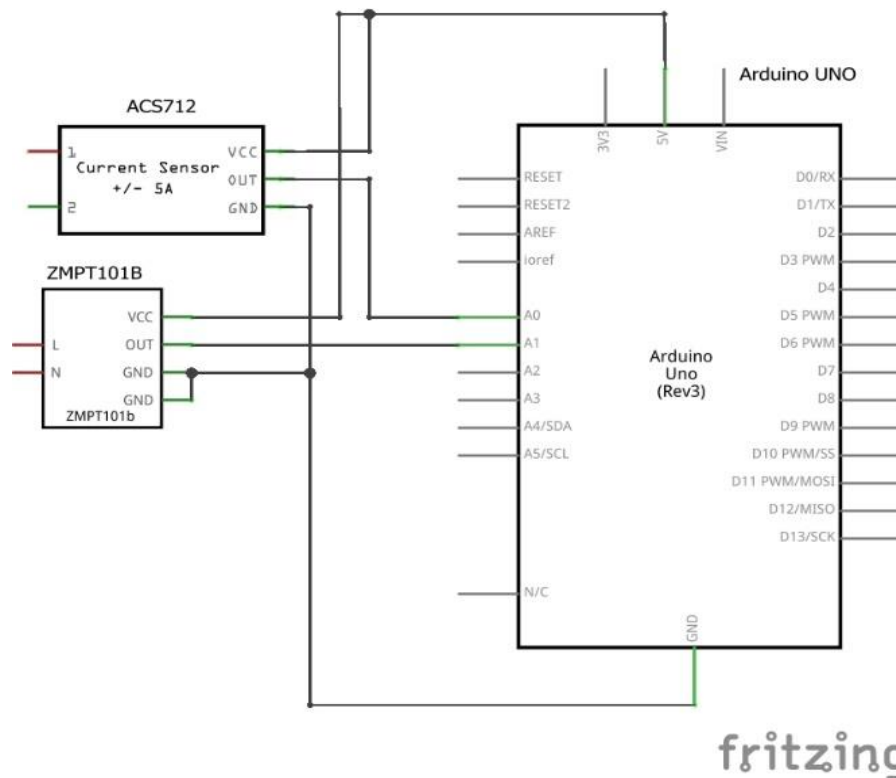 Arduino UNO
ACS712
1
Current Sensor
+/- 5A
2
VCC
OUT
GND
ZMPT101B
L
N
VCC
OUT
GND
GND
ZMPT101b
3V3
5V
VIN
RESET
RESET2
AREF
ioref
A0
A1
A2
A3
A4/SDA
A5/SCL
N/C
Arduino
Uno
(Rev3)
D0/RX
D1/TX
D2
D3 PWM
D4
D5 PWM
D6 PWM
D7
D8
D9 PWM
D10 PWM/SS
D11 PWM/MOSI
D12/MISO
D13/SCK
GND
fritzing